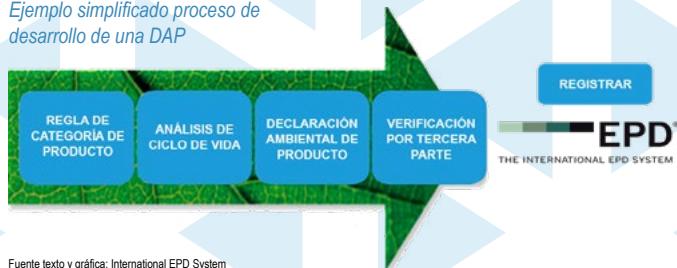 Ejemplo simplificado proceso de
desarrollo de una DAP
REGLA DE
CATEGORÍA DE
PRODUCTO
ANÁLISIS DE
CICLO DE VIDA
DECLARACIÓN
AMBIENTAL DE
PRODUCTO
VERIFICACIÓN
POR TERCERA
PARTE
REGISTRAR
EPD®
THE INTERNATIONAL EPD SYSTEM
Fuente texto y gráfica: International EPD System